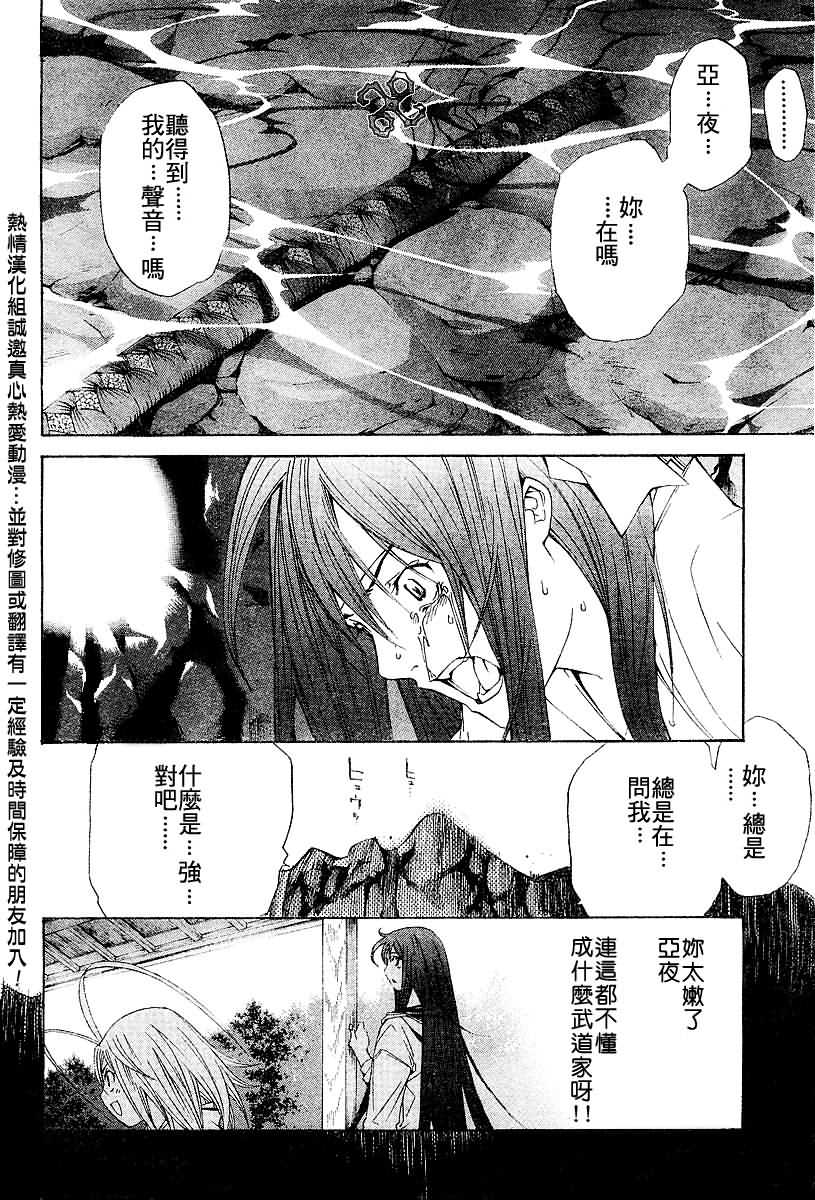 ………
亞…夜…
妳……
…在嗎
聽得到……
我的…聲音…嗎
妳…總是
總是在…
問我…
ヒュウッ
ヒュ
什麼是…強…
對吧……
妳太嫩了
亞夜
連這都不懂
成什麼武道家呀!!
熱情漢化組誠邀真心熱愛動漫…並對修圖或翻譯有一定經驗及時間保障的朋友加入!